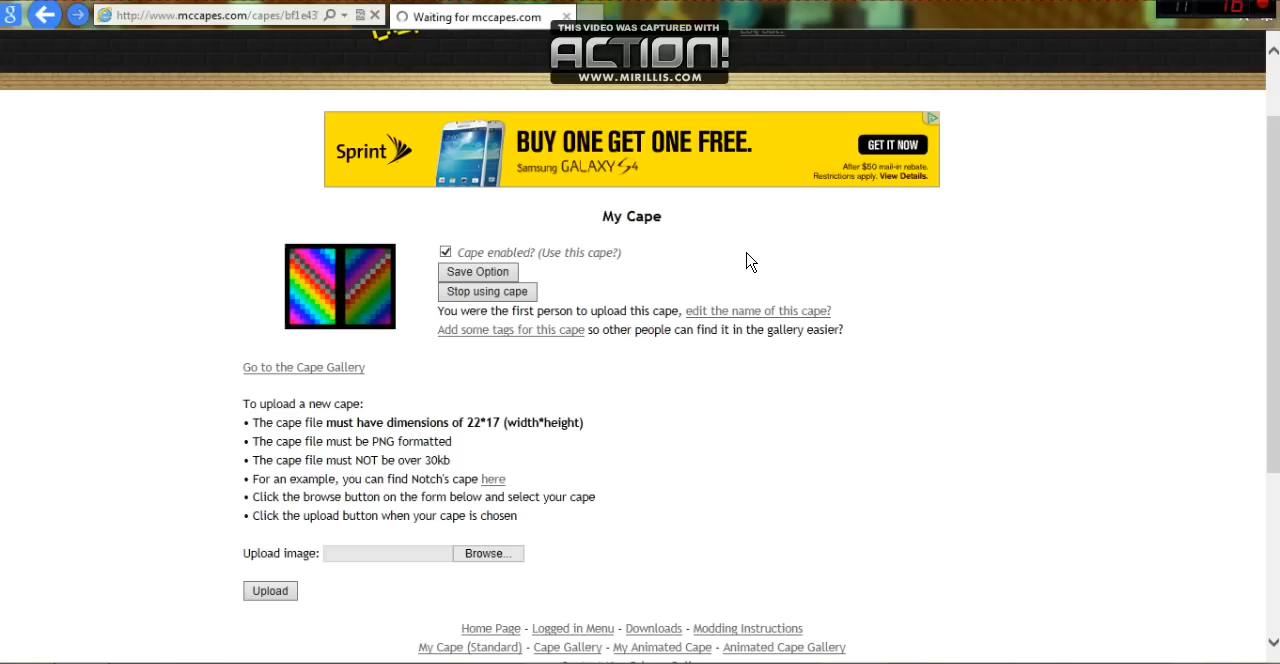 http://www.mccapes.com/capes/bf1e43
Waiting for mccapes.com
THIS VIDEO WAS CAPTURED WITH
ACTION!
WWW.MIRILLIS.COM
Sprint
BUY ONE GET ONE FREE.
Samsung GALAXY S4
GET IT NOW
After $50 mail-in rebate.
Restrictions apply. View Details.
My Cape
Cape enabled? (Use this cape?)
Save Option
Stop using cape
You were the first person to upload this cape, edit the name of this cape?
Add some tags for this cape so other people can find it in the gallery easier?
Go to the Cape Gallery
To upload a new cape:
• The cape file must have dimensions of 22*17 (width*height)
• The cape file must be PNG formatted
• The cape file must NOT be over 30kb
• For an example, you can find Notch's cape here
• Click the browse button on the form below and select your cape
• Click the upload button when your cape is chosen
Upload image:
Browse...
Upload
Home Page - Logged in Menu - Downloads - Modding Instructions
My Cape (Standard) - Cape Gallery - My Animated Cape - Animated Cape Gallery